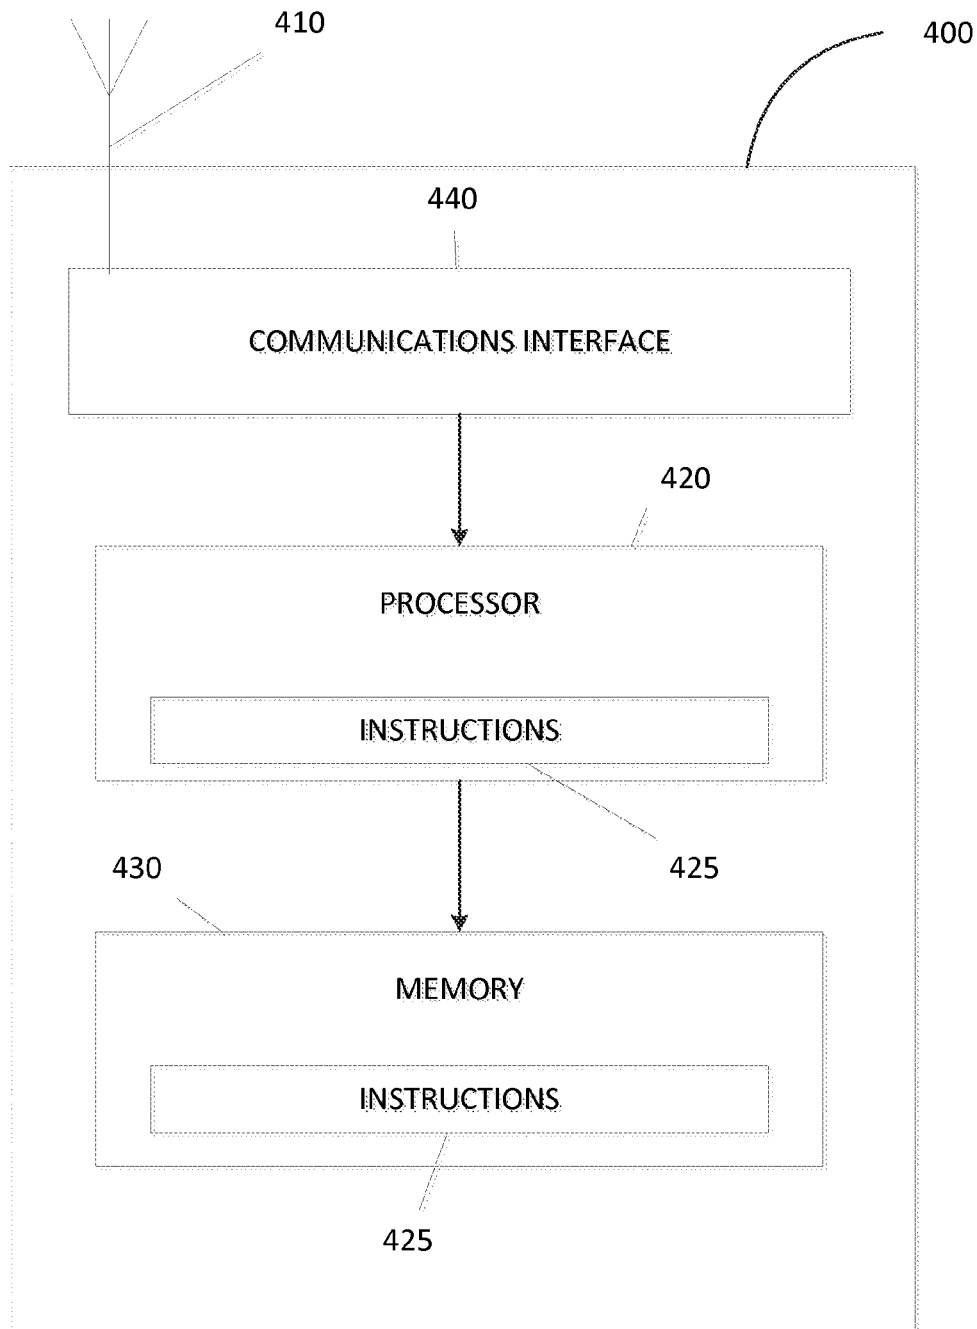 410
400
440
COMMUNICATIONS INTERFACE
420
PROCESSOR
INSTRUCTIONS
430
425
MEMORY
INSTRUCTIONS
425